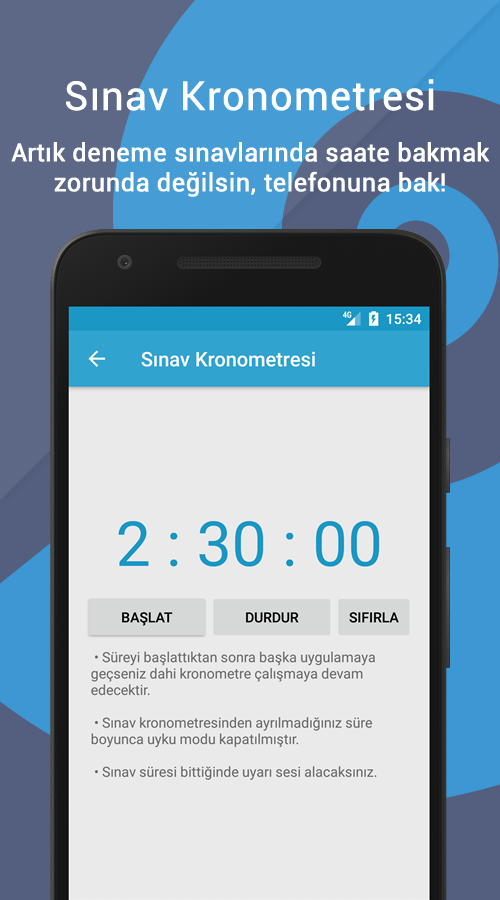 Sınav Kronometresi
Artık deneme sınavlarında saate bakmak
zorunda değilsin, telefonuna bak!
4G 15:34
Sınav Kronometresi
2 : 30 : 00
BAŞLAT DURDUR SIFIRLA
• Süreyi başlattıktan sonra başka uygulamaya
geçseniz dahi kronometre çalışmaya devam
edecektir.
• Sınav kronometresinden ayrılmadığınız süre
boyunca uyku modu kapatılmıştır.
• Sınav süresi bittiğinde uyarı sesi alacaksınız.